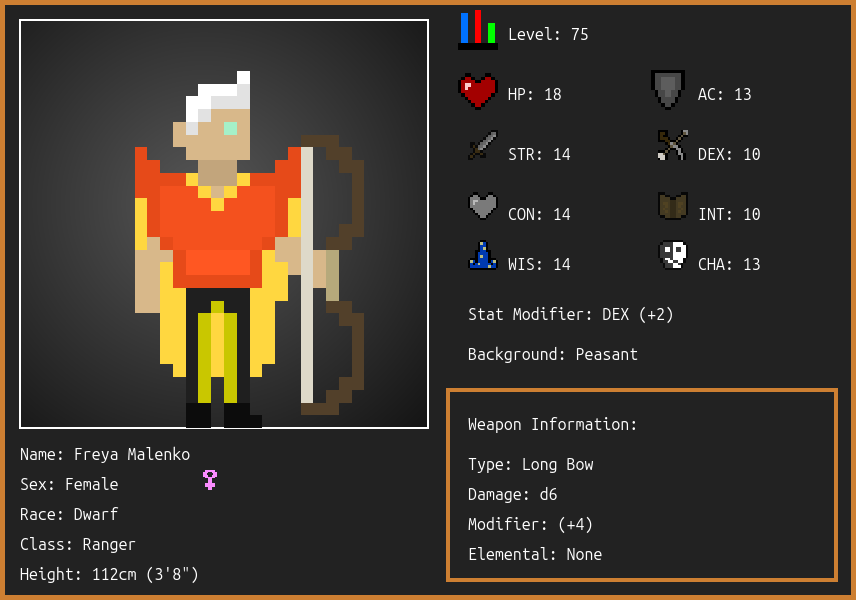 Level: 75
HP: 18
AC: 13
STR: 14
DEX: 10
CON: 14
INT: 10
WIS: 14
CHA: 13
Stat Modifier: DEX (+2)
Background: Peasant
Weapon Information:
Type: Long Bow
Damage: d6
Modifier: (+4)
Elemental: None
Name: Freya Malenko
Sex: Female
Race: Dwarf
Class: Ranger
Height: 112cm (3'8")